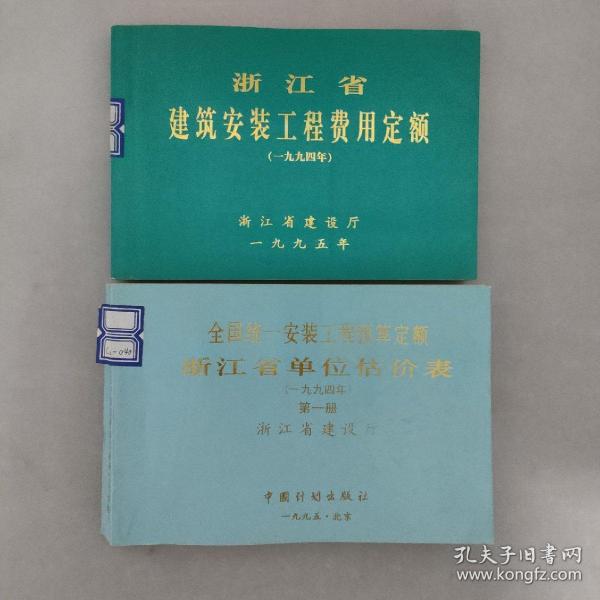 浙江省
建筑安装工程费用定额
(一九九四年)
浙江省建设厅
一九九五年
全国统一安装工程预算定额
浙江省单位估价表
(一九九四年)
第一册
浙江省建设厅
中国计划出版社
一九九五·北京
孔夫子旧书网
www.kongfz.com